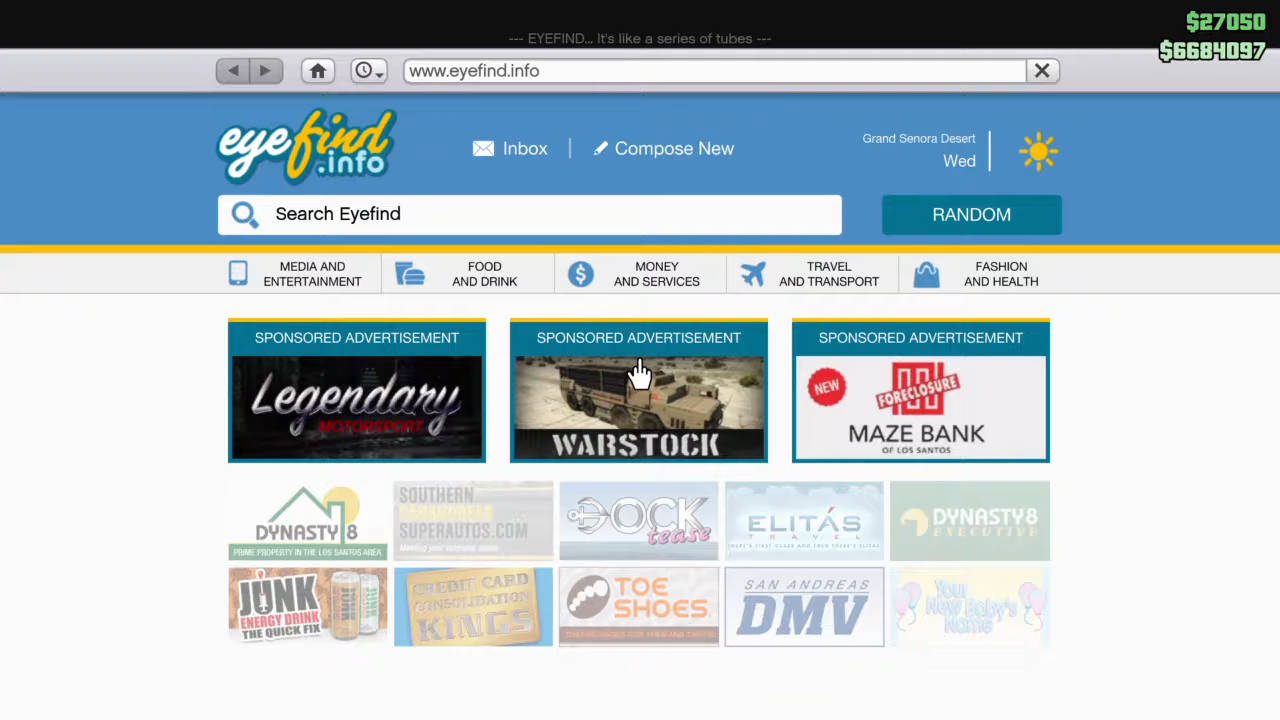 $27050
--- EYEFIND... It's like a series of tubes ---
$6684097
www.eyefind.info
eyefind
.info
Inbox
Compose New
Grand Senora Desert
Wed
Search Eyefind
RANDOM
MEDIA AND
ENTERTAINMENT
FOOD
AND DRINK
MONEY
AND SERVICES
TRAVEL
AND TRANSPORT
FASHION
AND HEALTH
SPONSORED ADVERTISEMENT
SPONSORED ADVERTISEMENT
SPONSORED ADVERTISEMENT
Legendary
MOTORSPORT
WARSTOCK
NEW
FORECLOSURE
MAZE BANK
OF LOS SANTOS
DYNASTY 8
PRIME PROPERTY IN THE LOS SANTOS AREA
SOUTHERN
SUPERAUTOS.COM
DOCK
tease
ELITÁS
TRAVEL
DYNASTY 8
EXECUTIVE
JUNK
ENERGY DRINK
THE QUICK FIX
CREDIT CARD
CONSOLIDATION
KINGS
TOE
SHOES
SAN ANDREAS
DMV
Your
New Baby's
Name